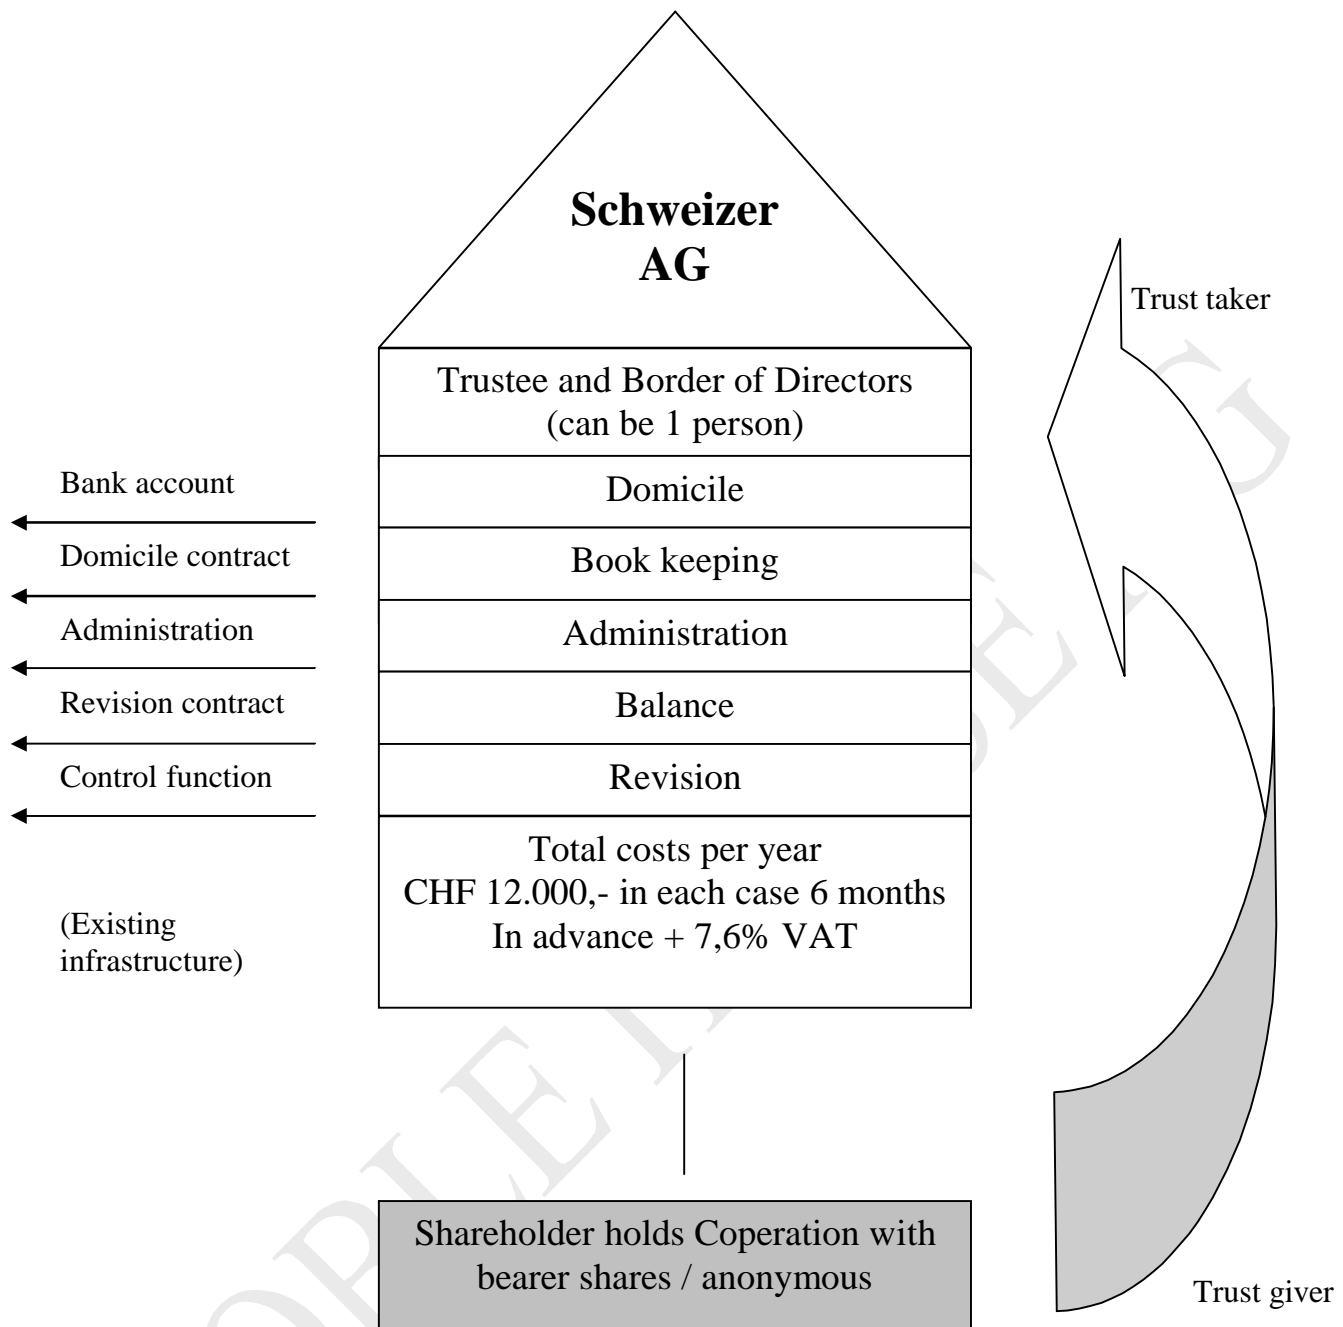 Schweizer
AG
Trust taker
Trustee and Border of Directors
(can be 1 person)
Bank account
Domicile
Domicile contract
Book keeping
Administration
Administration
Revision contract
Balance
Control function
Revision
Total costs per year
CHF 12.000,- in each case 6 months
In advance + 7,6% VAT
(Existing
infrastructure)
Shareholder holds Coperation with
bearer shares / anonymous
Trust giver